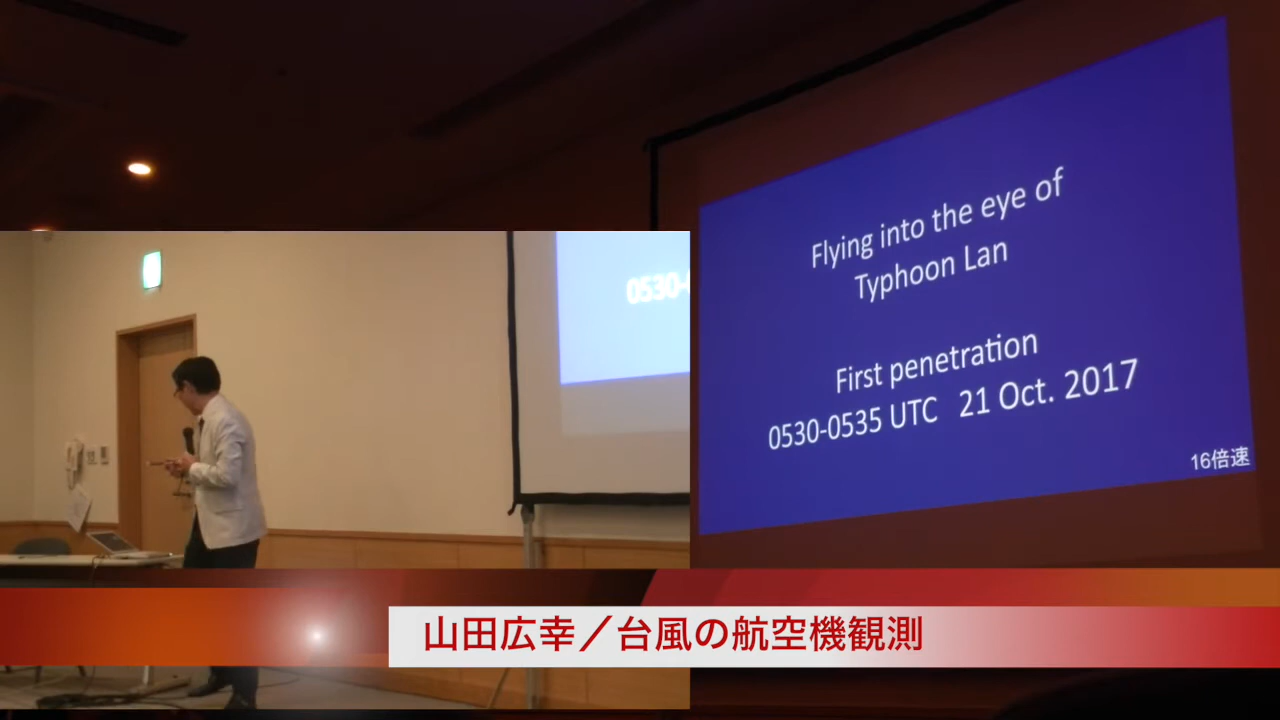 Flying into the eye of
Typhoon Lan
First penetration
0530-0535 UTC 21 Oct. 2017
16倍速
0530-
山田広幸／台風の航空機観測